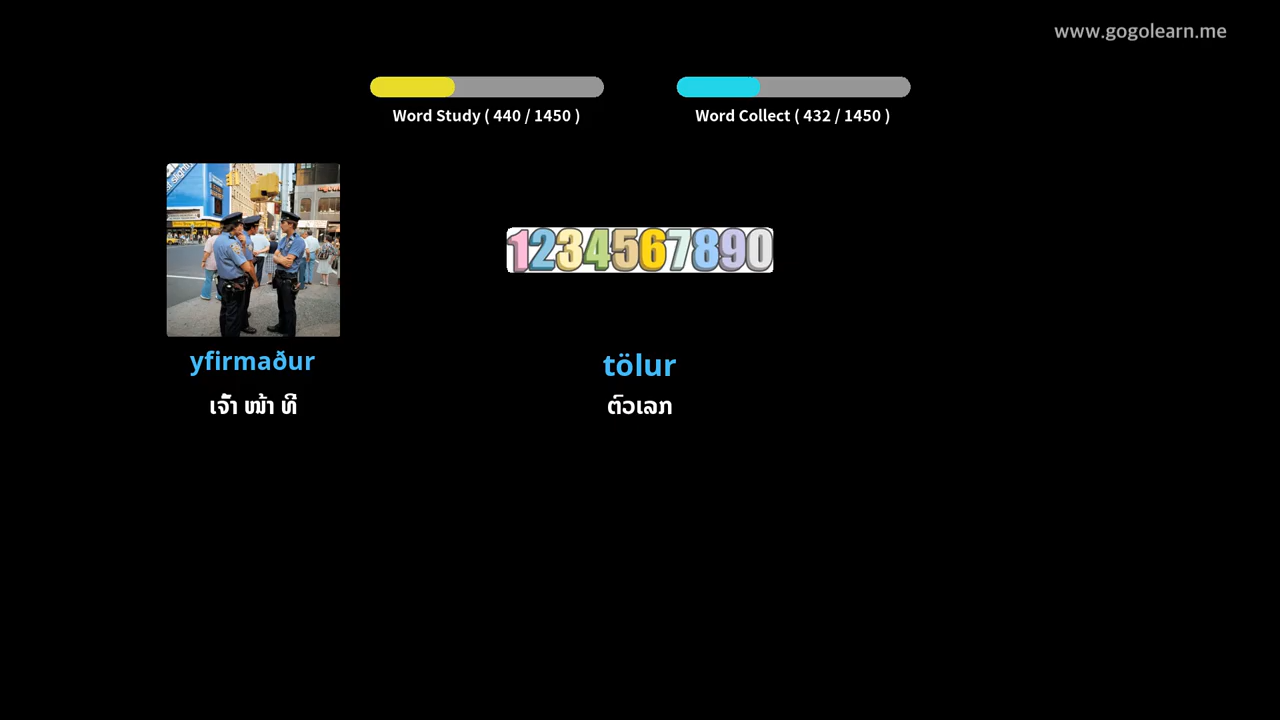 www.gogolearn.me
Word Study ( 440 / 1450 )
Word Collect ( 432 / 1450 )
1234567890
yfirmaður
ເຈົ້າ ໜ້າ ທີ່
tölur
ຕົວເລກ